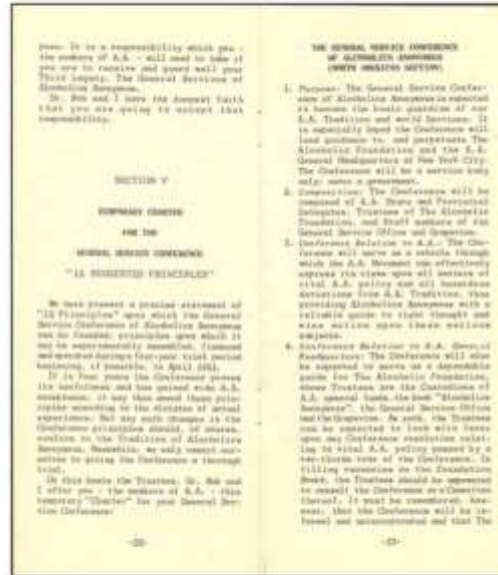 you. It is a responsibility which you -
the members of A.A. - will need to take if
you are to receive and guard well your
Third Legacy, The General Services of
Alcoholics Anonymous.
Dr. Bob and I have the deepest faith
that you are going to accept that
responsibility.
SECTION V
TEMPORARY CHARTER
FOR THE
GENERAL SERVICE CONFERENCE
"12 SUGGESTED PRINCIPLES"
We here present a precise statement of
"12 Principles" upon which the General
Service Conference of Alcoholics Anonymous
can be founded, principles upon which it
may be experimentally assembled, financed
and operated during a four-year trial period
beginning, if possible, in April 1951.
If in four years the Conference proves
its usefulness and has gained wide A.A.
acceptance, it may then amend these prin-
ciples according to the dictates of actual
experience. But any such changes in the
Conference principles should, of course,
conform to the Tradition of Alcoholics
Anonymous. Meanwhile, we only commit our-
selves to giving the Conference a thorough
trial.
On this basis the Trustees, Dr. Bob and
I offer you - the members of A.A. - this
temporary "Charter" for your General Ser-
vice Conference:
THE GENERAL SERVICE CONFERENCE
OF ALCOHOLICS ANONYMOUS
(NORTH AMERICAN SECTION)
1. Purpose: The General Service Confer-
ence of Alcoholics Anonymous is expected
to become the guardian of our
A.A. Tradition and world Services. It
is especially hoped the Conference will
lend guidance to, and perpetuate The
Alcoholic Foundation and the A.A.
General Headquarters at New York City.
The Conference will be a service body
only; never a government.
2. Composition: The Conference will be
composed of A.A. State and Provincial
Delegates, Trustees of The Alcoholic
Foundation, and Staff members of the
General Service Office and Grapevine.
3. Conference Relation to A.A.: The Con-
ference will serve as a vehicle through
which the A.A. Movement can effectively
express its views upon all matters of
vital A.A. policy and all hazardous
deviations from A.A. Tradition, thus
providing Alcoholics Anonymous with a
reliable guide to right thought and
wise action upon these serious
subjects.
4. Conference Relation to A.A. General
Headquarters: The Conference will also
be expected to serve as a dependable
guide for The Alcoholic Foundation,
whose Trustees are the Custodians of
A.A. general funds, the book "Alcoholics
Anonymous", the General Service Office
and the Grapevine. As such, the Trustees
can be expected to look with favor
upon any Conference resolution relat-
ing to vital A.A. policy passed by a
two-thirds vote of the Conference. In
filling vacancies on the Foundation
Board, the Trustees should be
to consult the Conference or a Committee
thereof. It must be remembered, how-
ever, that the Conference will be in-
formal and unincorporated and that The